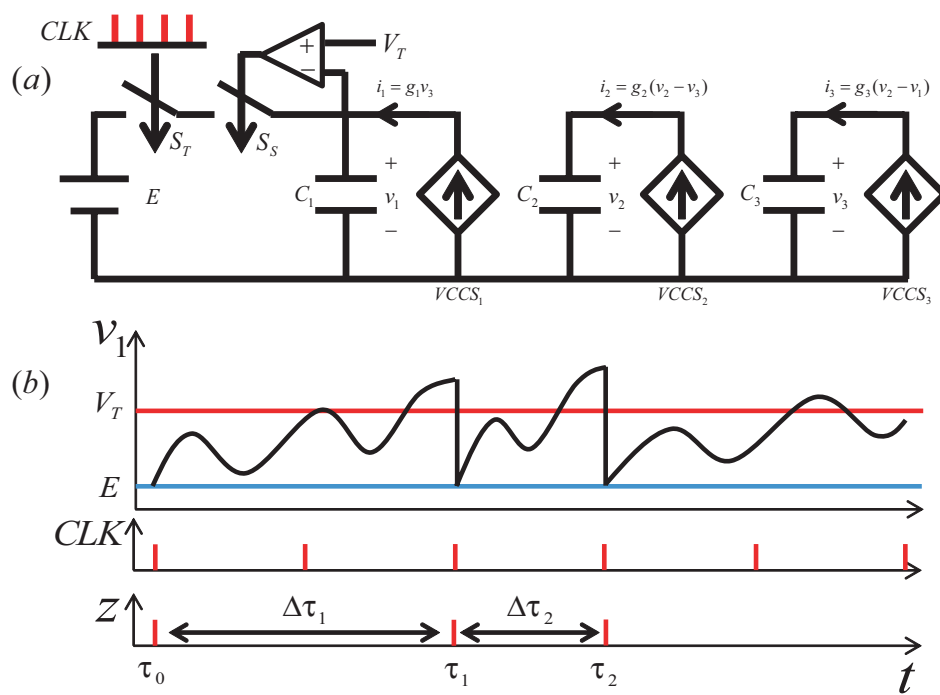 CLK
V_T
(a)
+
−
i_1 = g_1v_3
i_2 = g_2(v_2 − v_3)
i_3 = g_3(v_2 − v_1)
S_T
S_S
E
C_1
+
v_1
−
C_2
+
v_2
−
C_3
+
v_3
−
VCCS_1
VCCS_2
VCCS_3
(b)
v_1
V_T
E
CLK
z
Δτ_1
Δτ_2
τ_0
τ_1
τ_2
t